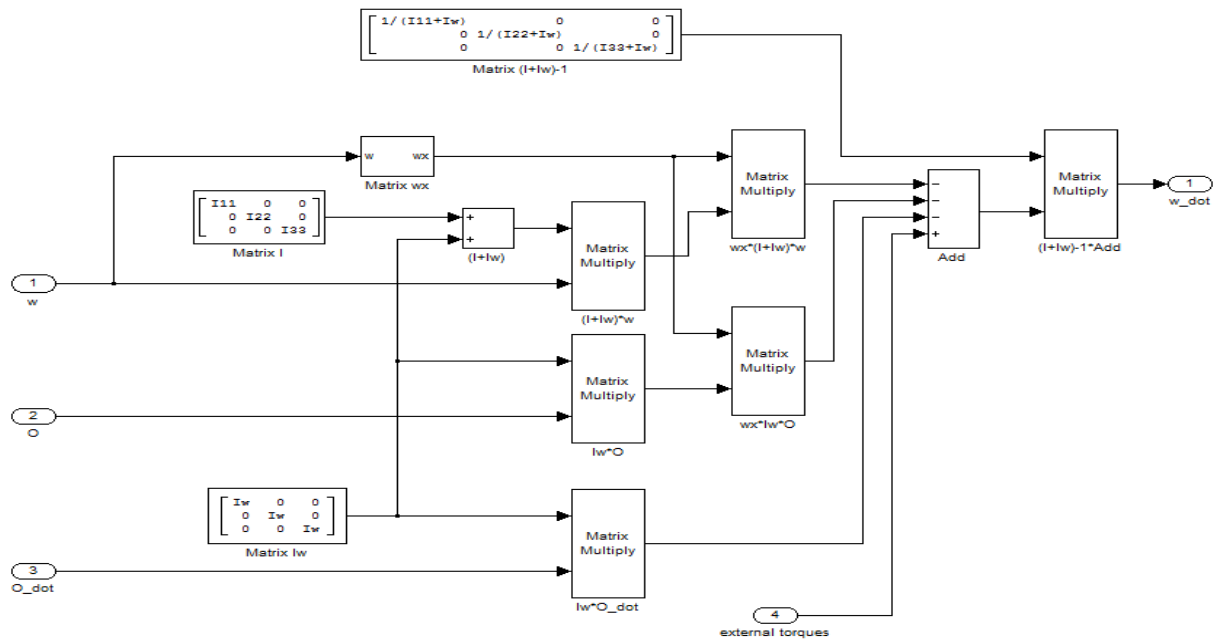 1/(I11+Iw) 0 0
0 1/(I22+Iw) 0
0 0 1/(I33+Iw)
Matrix (I+Iw)-1
w wx
Matrix wx
Matrix Multiply
wx*(I+Iw)*w
−
−
−
+
Add
Matrix Multiply
(I+Iw)-1*Add
1
w_dot
I11 0 0
0 I22 0
0 0 I33
Matrix I
+
+
(I+Iw)
Matrix Multiply
(I+Iw)*w
1
w
Matrix Multiply
Iw*O
Matrix Multiply
wx*Iw*O
2
O
Iw 0 0
0 Iw 0
0 0 Iw
Matrix Iw
Matrix Multiply
Iw*O_dot
3
O_dot
4
external torques